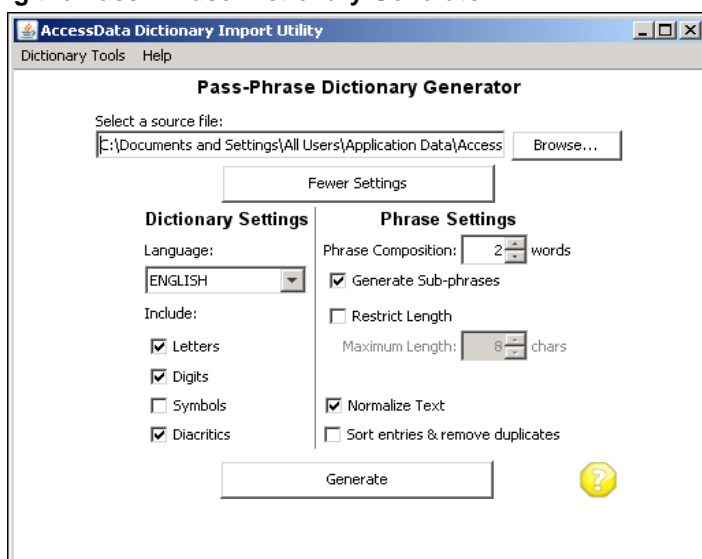 AccessData Dictionary Import Utility
Dictionary Tools Help
Pass-Phrase Dictionary Generator
Select a source file:
C:\Documents and Settings\All Users\Application Data\Access Browse...
Fewer Settings
Dictionary Settings Phrase Settings
Language: Phrase Composition: 2 words
ENGLISH Generate Sub-phrases
Include: Restrict Length
Letters Maximum Length: 8 chars
Digits
Symbols Normalize Text
Diacritics Sort entries & remove duplicates
Generate ?